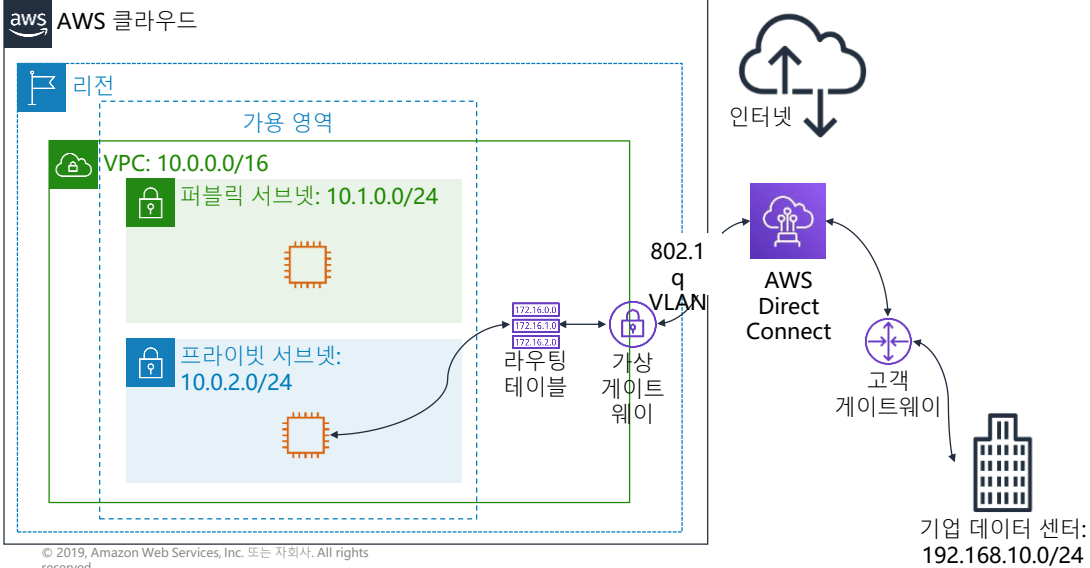 aws
AWS 클라우드
리전
가용 영역
VPC: 10.0.0.0/16
퍼블릭 서브넷: 10.1.0.0/24
프라이빗 서브넷:
10.0.2.0/24
172.16.0.0
172.16.1.0
172.16.2.0
라우팅
테이블
가상
게이트
웨이
802.1
q
VLAN
인터넷
AWS
Direct
Connect
고객
게이트웨이
기업 데이터 센터:
192.168.10.0/24
© 2019, Amazon Web Services, Inc. 또는 자회사. All rights
reserved